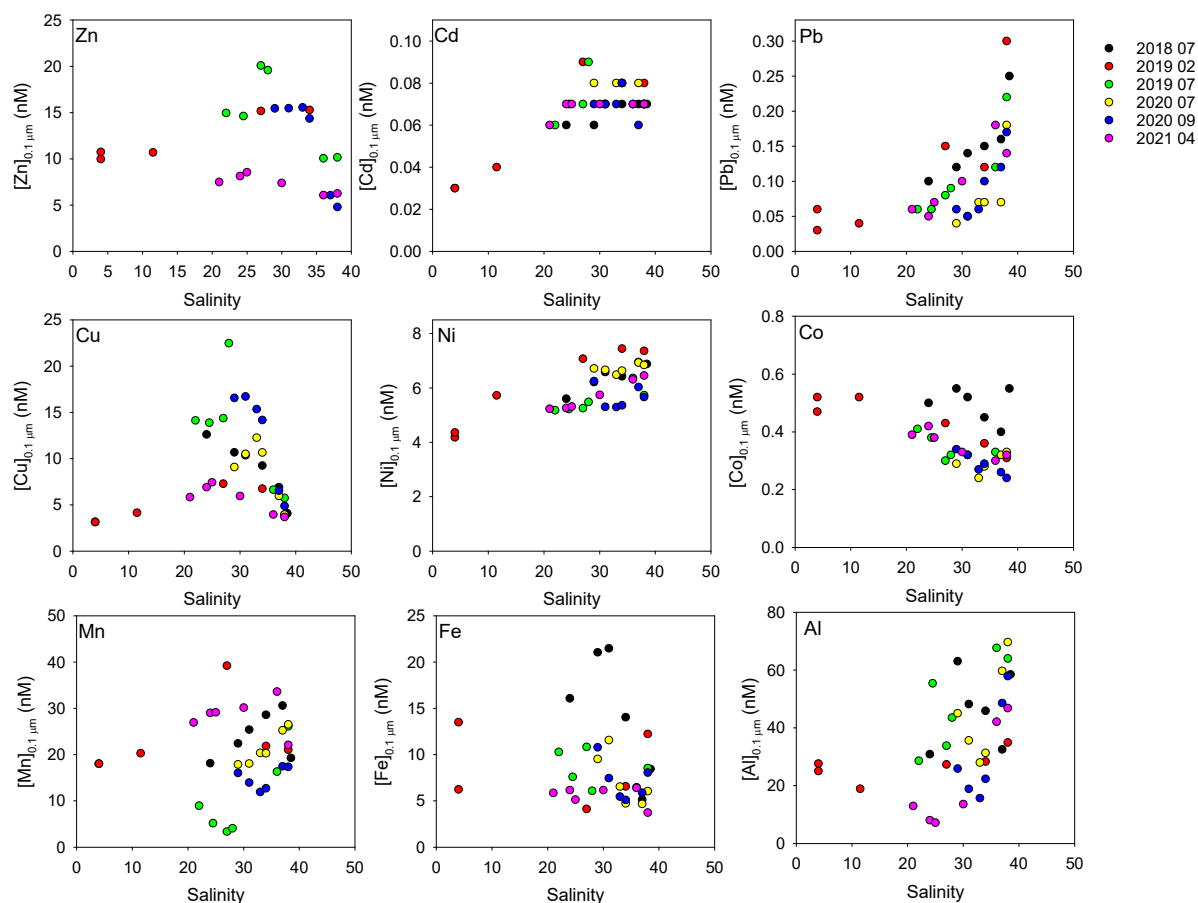 Zn
[Zn]0.1 µm (nM)
25
20
15
10
5
0
0 5 10 15 20 25 30 35 40
Salinity
Cd
[Cd]0.1 µm (nM)
0.10
0.08
0.06
0.04
0.02
0.00
0 10 20 30 40 50
Salinity
Pb
[Pb]0.1 µm (nM)
0.30
0.25
0.20
0.15
0.10
0.05
0.00
0 10 20 30 40 50
Salinity
2018 07
2019 02
2019 07
2020 07
2020 09
2021 04
Cu
[Cu]0.1 µm (nM)
25
20
15
10
5
0
0 10 20 30 40 50
Salinity
Ni
[Ni]0.1 µm (nM)
8
6
4
2
0
0 10 20 30 40 50
Salinity
Co
[Co]0.1 µm (nM)
0.8
0.6
0.4
0.2
0.0
0 10 20 30 40 50
Salinity
Mn
[Mn]0.1 µm (nM)
50
40
30
20
10
0
0 10 20 30 40 50
Salinity
Fe
[Fe]0.1 µm (nM)
25
20
15
10
5
0
0 10 20 30 40 50
Salinity
Al
[Al]0.1 µm (nM)
80
60
40
20
0
0 10 20 30 40 50
Salinity